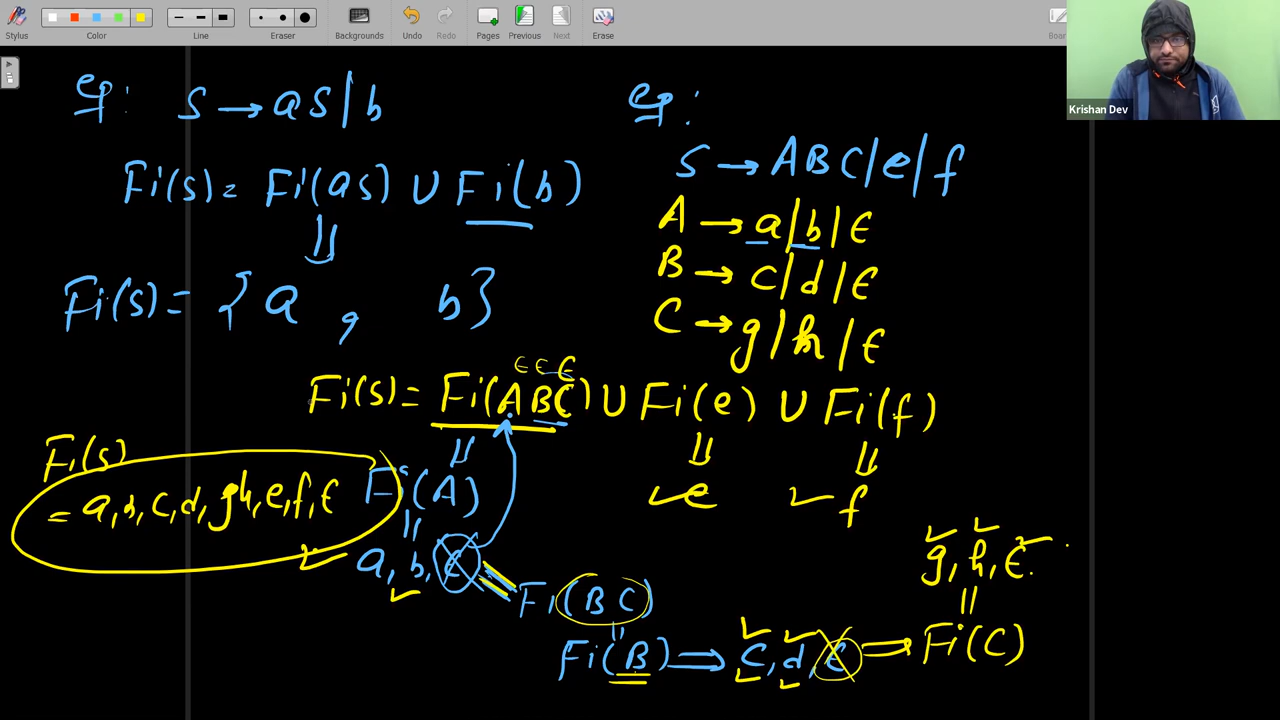 Stylus Color Line Eraser Backgrounds Undo Redo Pages Previous Next Erase
Krishan Dev
eg: S → aS | b
Fi(S) = Fi(aS) ∪ Fi(b)
Fi(S) = { a , b }
eg:
S → ABC | e | f
A → a | b | ϵ
B → c | d | ϵ
C → g | h | ϵ
ϵ ϵ ϵ
Fi(S) = Fi(ABC) ∪ Fi(e) ∪ Fi(f)
Fi(A)
e
f
a, b, ϵ
Fi(BC)
Fi(B) ⇒ c, d, ϵ ⇒ Fi(C)
g, h, ϵ
Fi(S)
= a, b, c, d, g h, e, f, ϵ